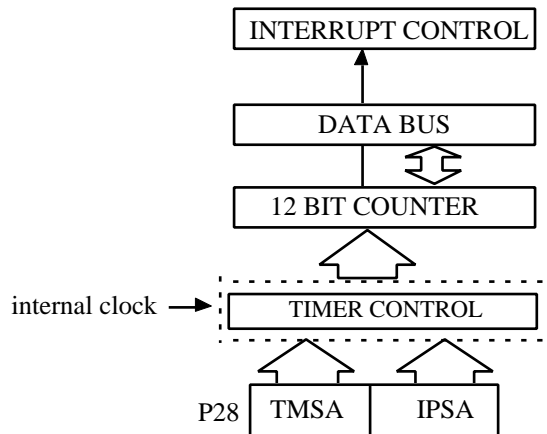 INTERRUPT CONTROL
DATA BUS
12 BIT COUNTER
internal clock
TIMER CONTROL
P28 TMSA IPSA